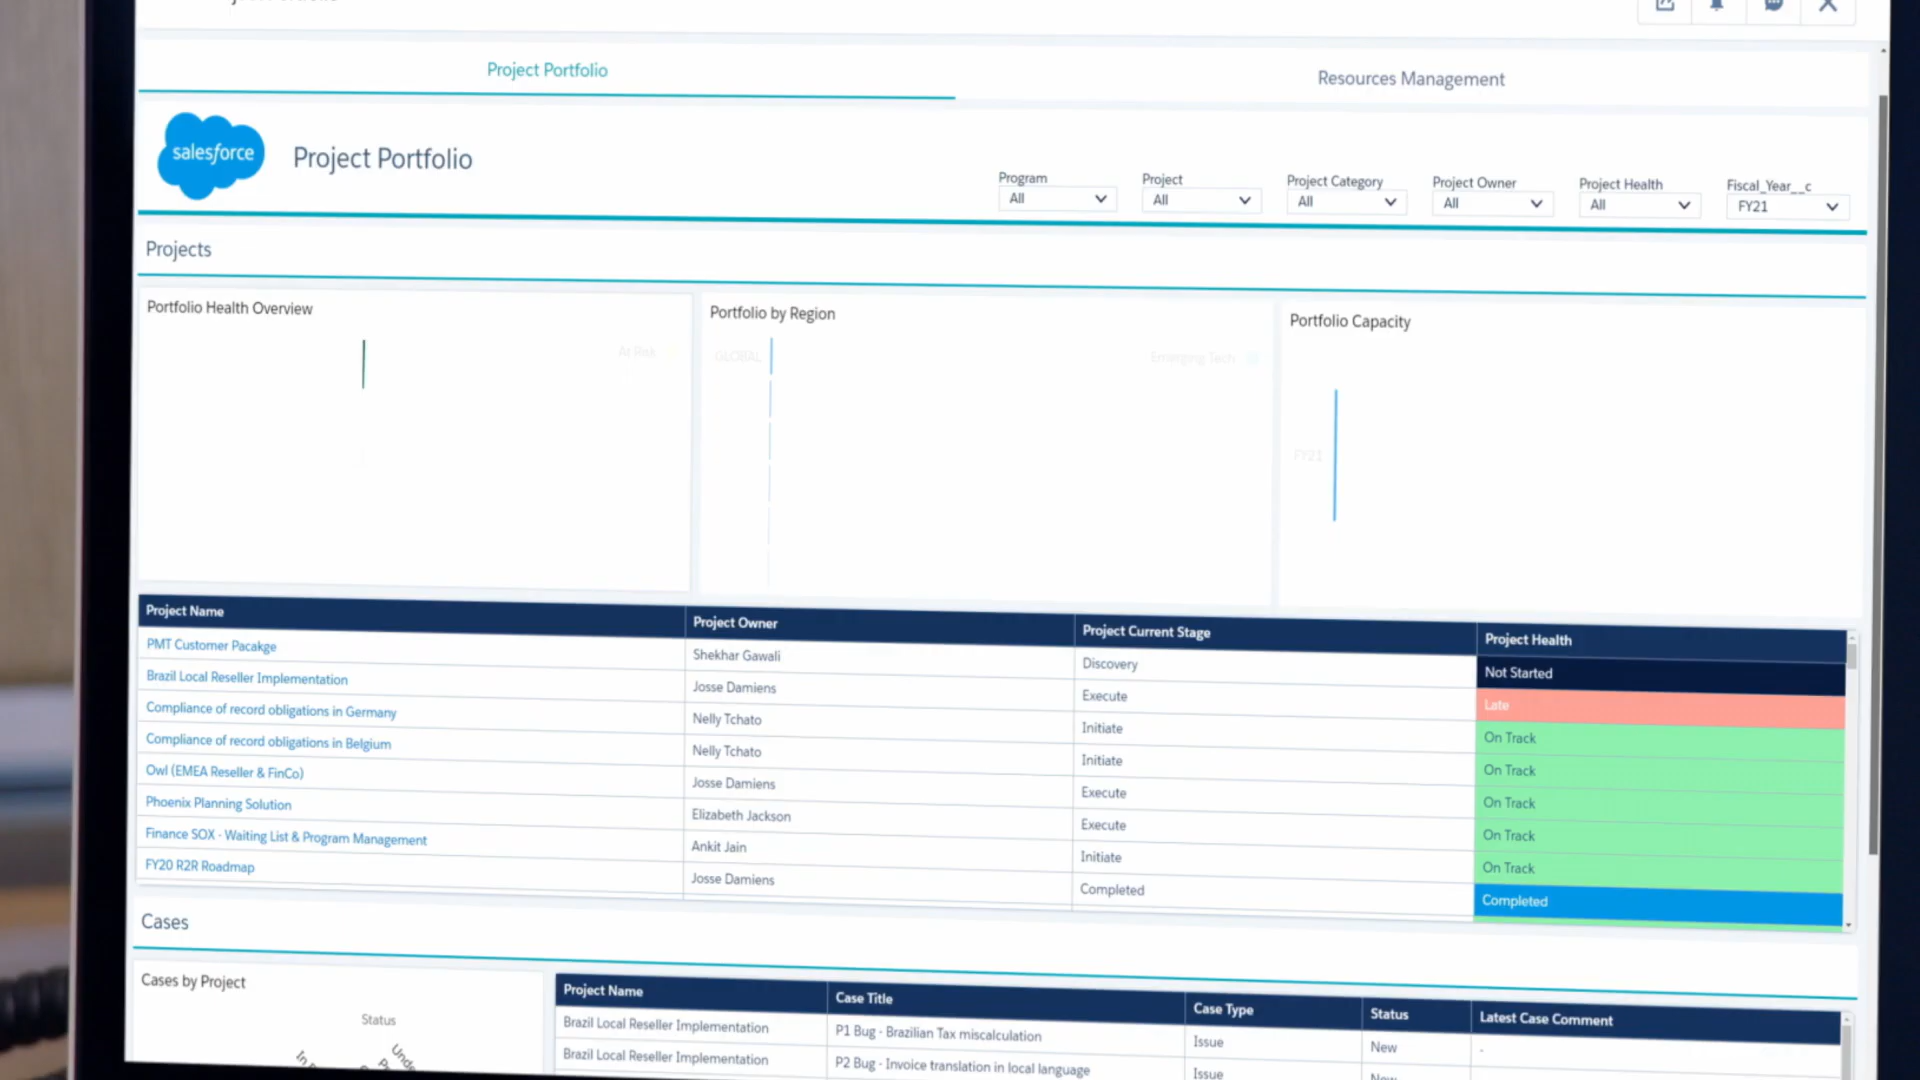 Project Portfolio
Resources Management
salesforce
Project Portfolio
Program
All
Project
All
Project Category
All
Project Owner
All
Project Health
All
Fiscal_Year__c
FY21
Projects
Portfolio Health Overview
At Risk
Portfolio by Region
GLOBAL
Emerging Tech
Portfolio Capacity
FY21
Project Name Project Owner Project Current Stage Project Health
PMT Customer Pacakge Shekhar Gawali Discovery Not Started
Brazil Local Reseller Implementation Josse Damiens Execute Late
Compliance of record obligations in Germany Nelly Tchato Initiate On Track
Compliance of record obligations in Belgium Nelly Tchato Initiate On Track
Owl (EMEA Reseller & FinCo) Josse Damiens Execute On Track
Phoenix Planning Solution Elizabeth Jackson Execute On Track
Finance SOX - Waiting List & Program Management Ankit Jain Initiate On Track
FY20 R2R Roadmap Josse Damiens Completed Completed
Cases
Cases by Project
Status
Project Name Case Title Case Type Status Latest Case Comment
Brazil Local Reseller Implementation P1 Bug - Brazilian Tax miscalculation Issue New -
Brazil Local Reseller Implementation P2 Bug - Invoice translation in local language Issue New